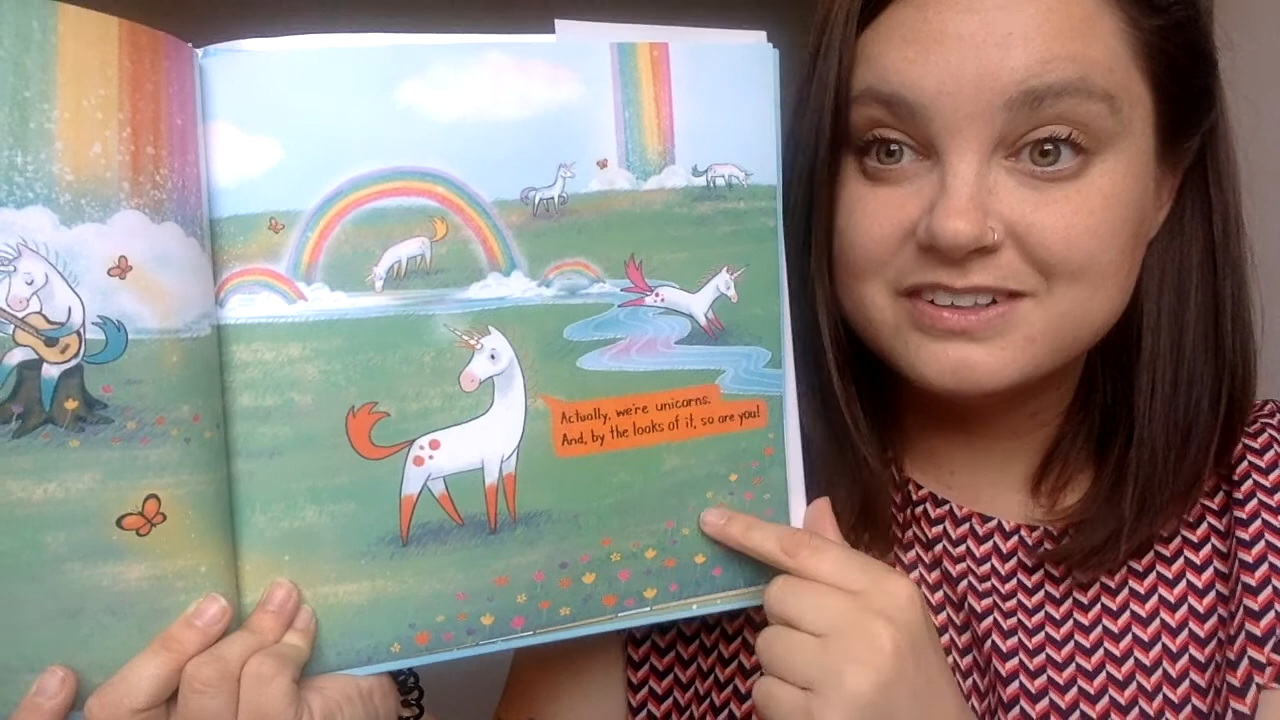 Actually, we're unicorns.
And, by the looks of it, so are you!